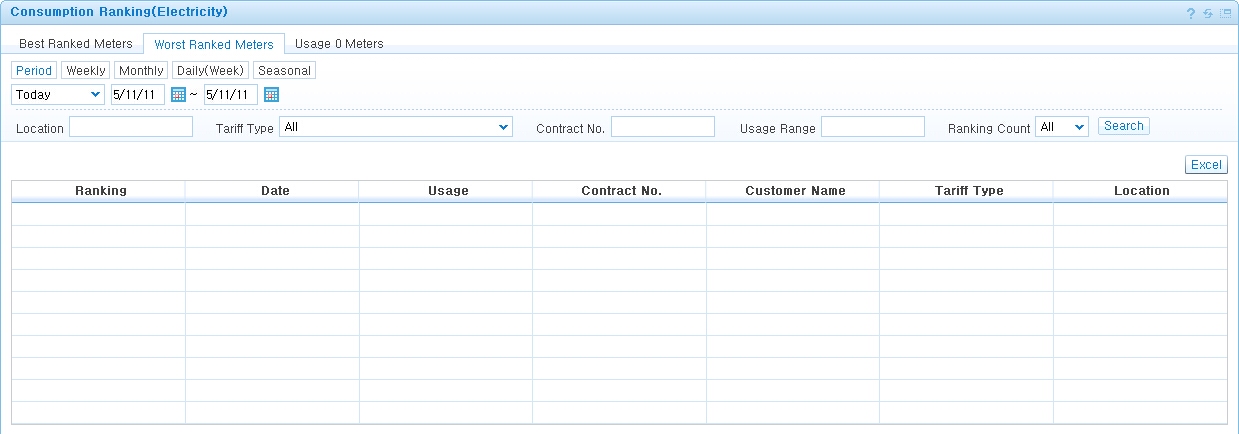 Consumption Ranking(Electricity)
?
Best Ranked Meters Worst Ranked Meters Usage 0 Meters
Period Weekly Monthly Daily(Week) Seasonal
Today 5/11/11 ~ 5/11/11
Location Tariff Type All Contract No. Usage Range Ranking Count All Search
Excel
Ranking Date Usage Contract No. Customer Name Tariff Type Location